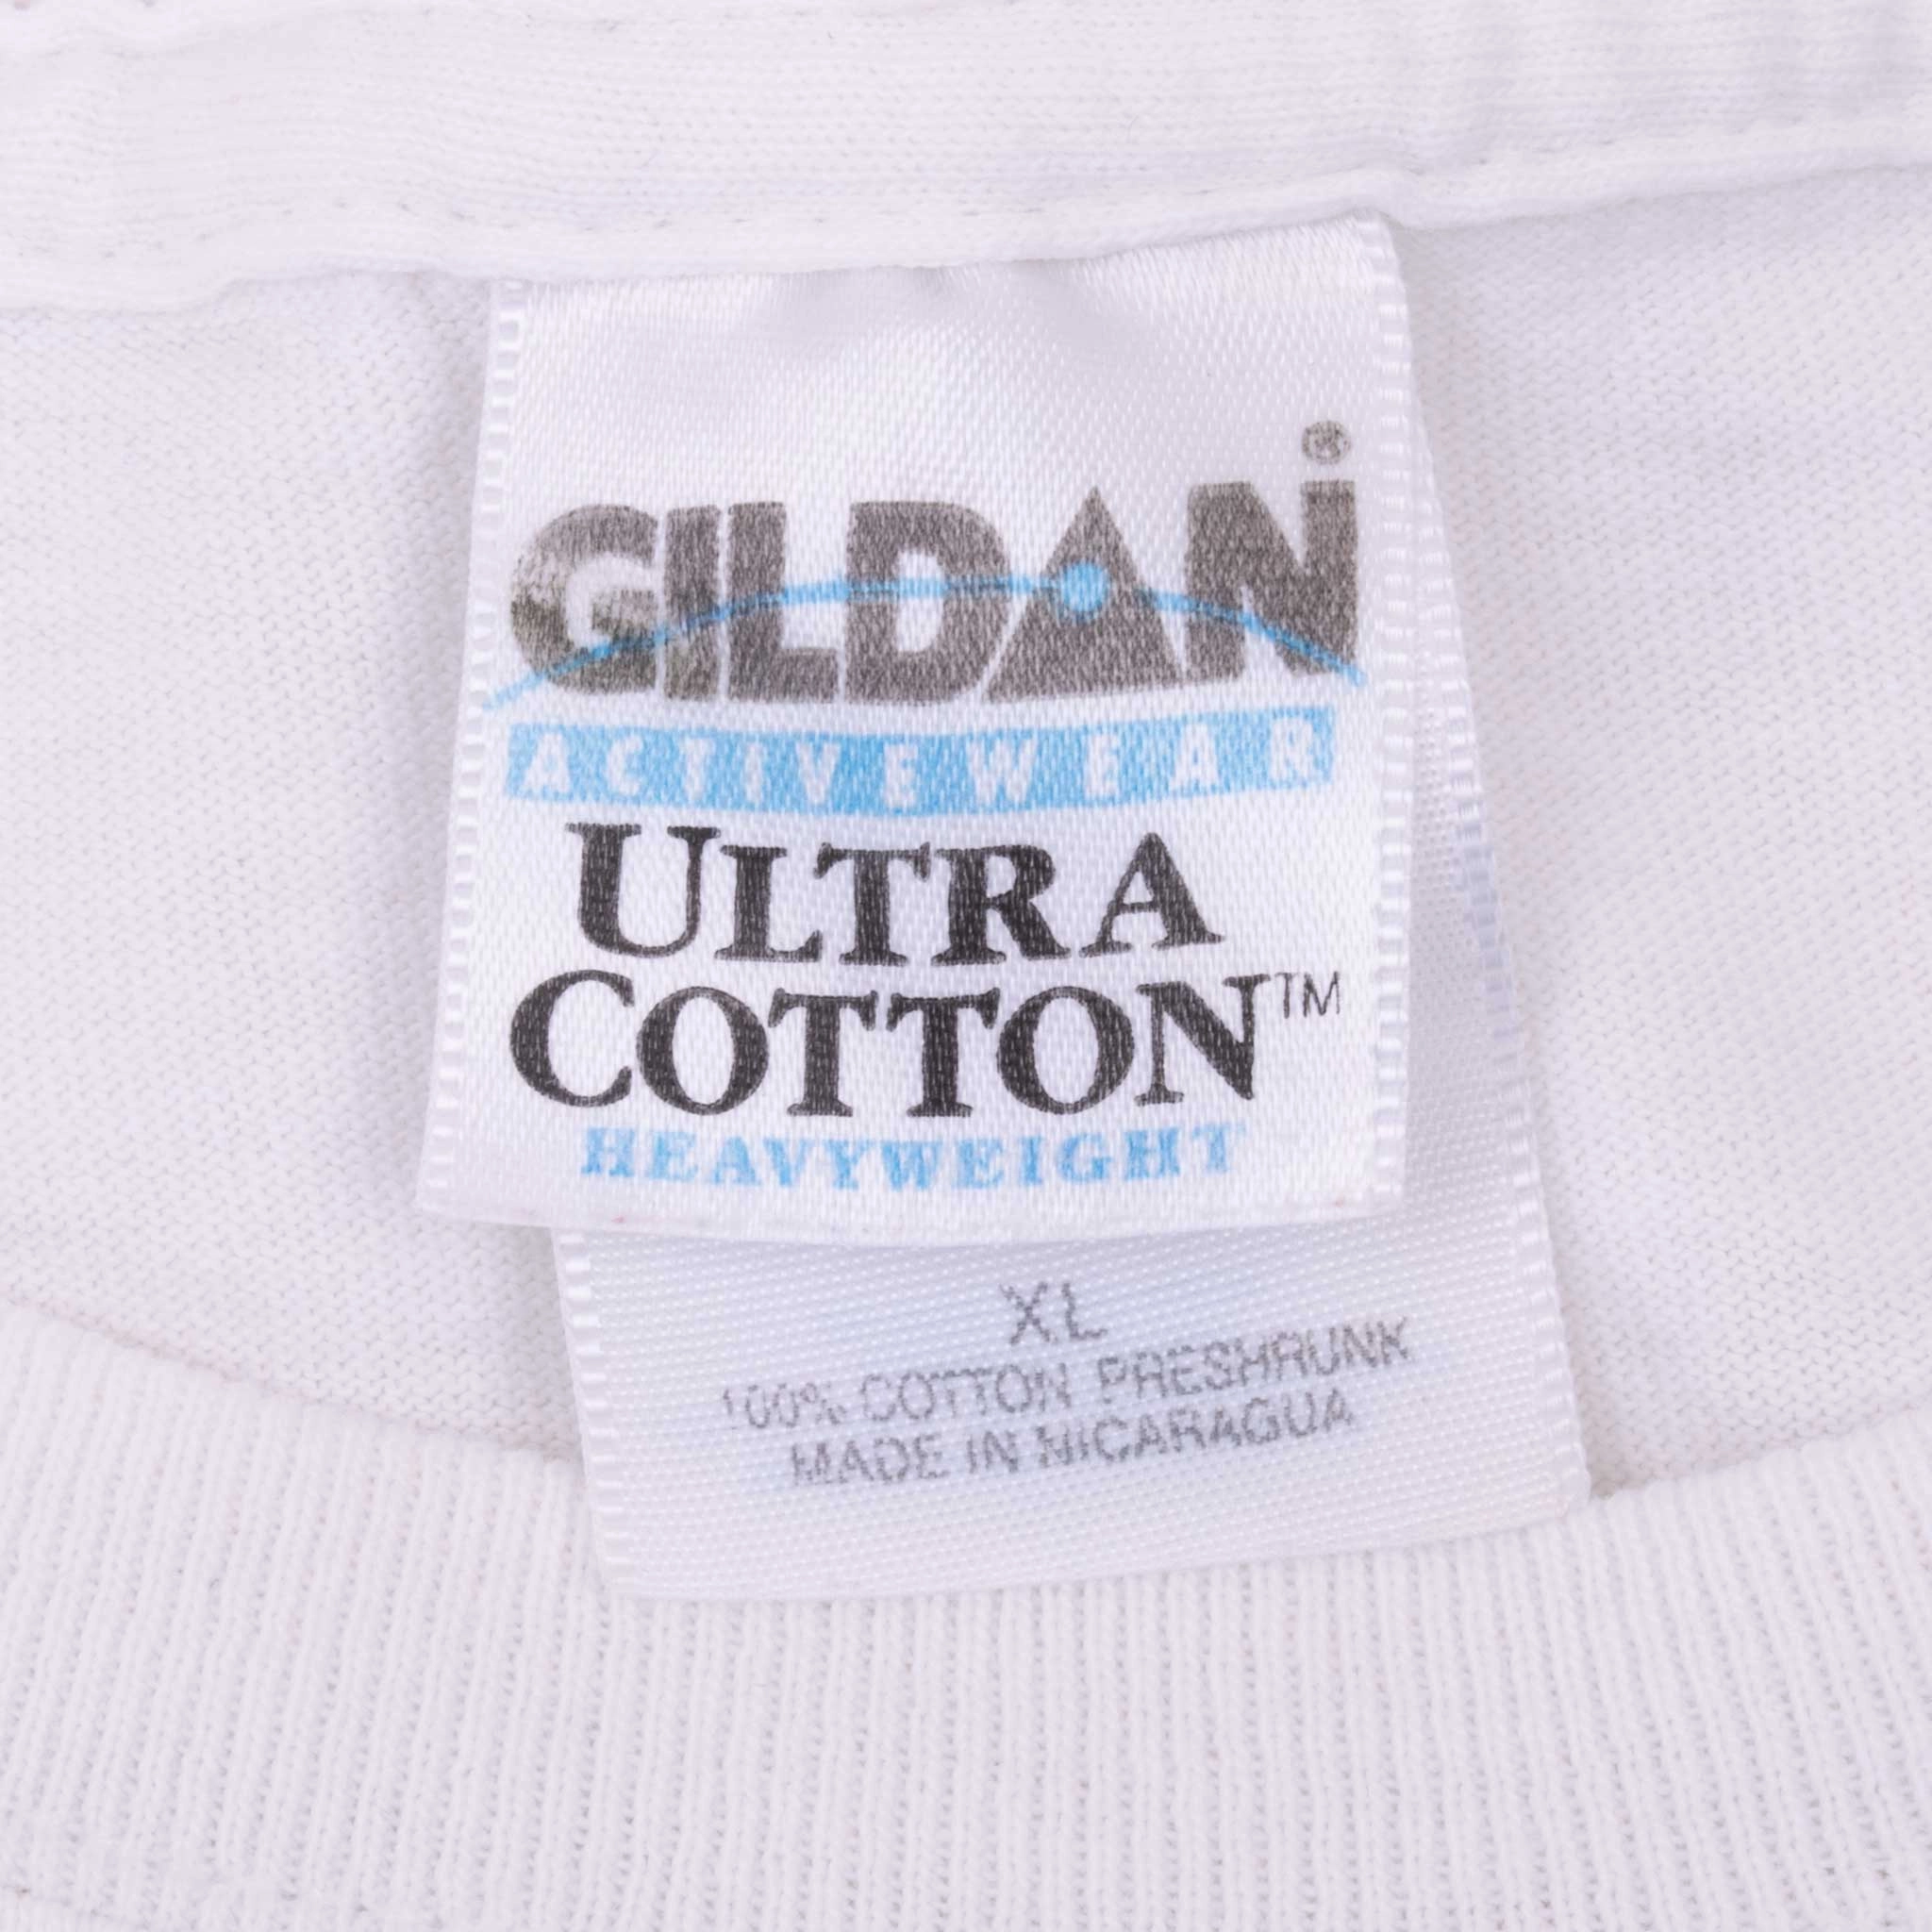 GILDAN®
ACTIVEWEAR
ULTRA
COTTON™
HEAVYWEIGHT
XL
100% COTTON PRESHRUNK
MADE IN NICARAGUA